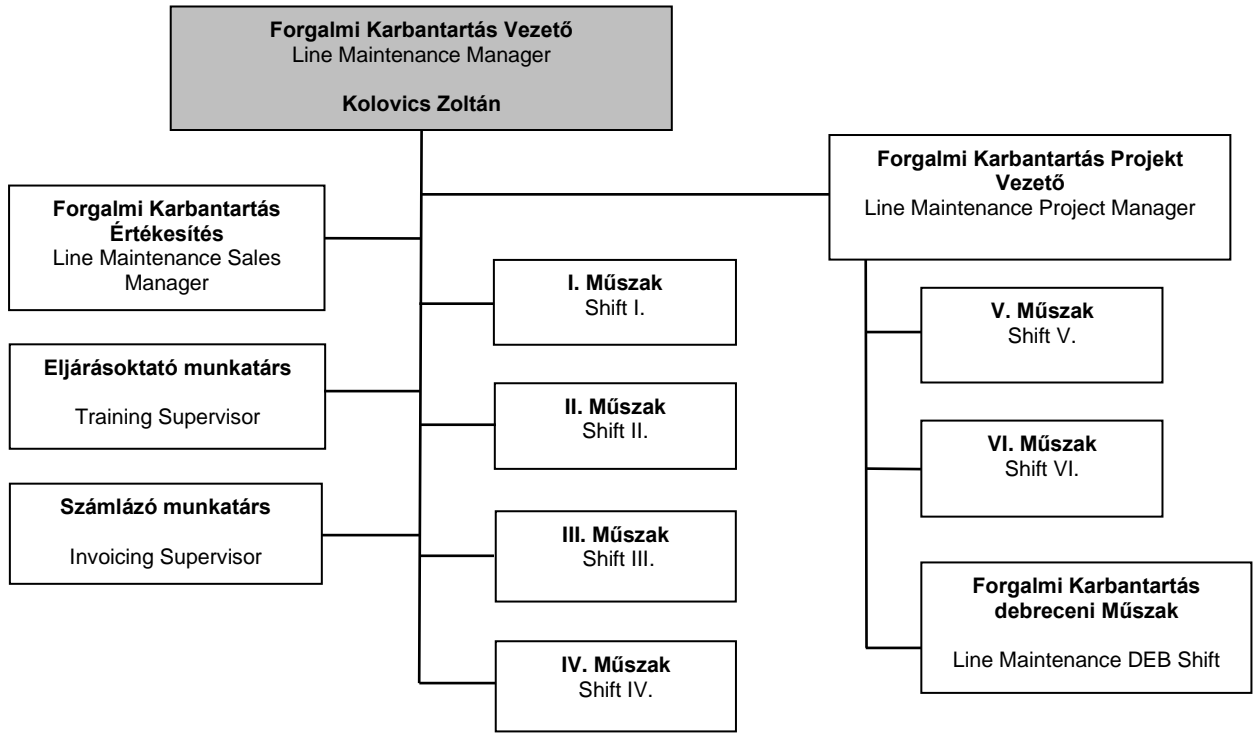 Forgalmi Karbantartás Vezető
Line Maintenance Manager
Kolovics Zoltán
Forgalmi Karbantartás Projekt
Vezető
Line Maintenance Project Manager
Forgalmi Karbantartás
Értékesítés
Line Maintenance Sales
Manager
Eljárásoktató munkatárs
Training Supervisor
Számlázó munkatárs
Invoicing Supervisor
I. Műszak
Shift I.
II. Műszak
Shift II.
III. Műszak
Shift III.
IV. Műszak
Shift IV.
V. Műszak
Shift V.
VI. Műszak
Shift VI.
Forgalmi Karbantartás
debreceni Műszak
Line Maintenance DEB Shift